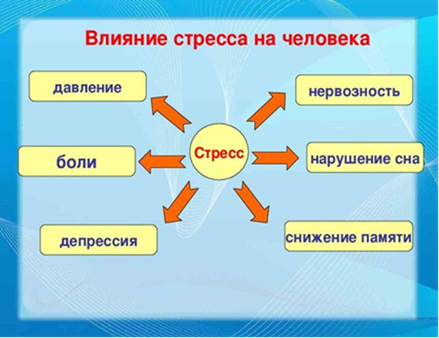 Влияние стресса на человека
давление
нервозность
Стресс
боли
нарушение сна
депрессия
снижение памяти